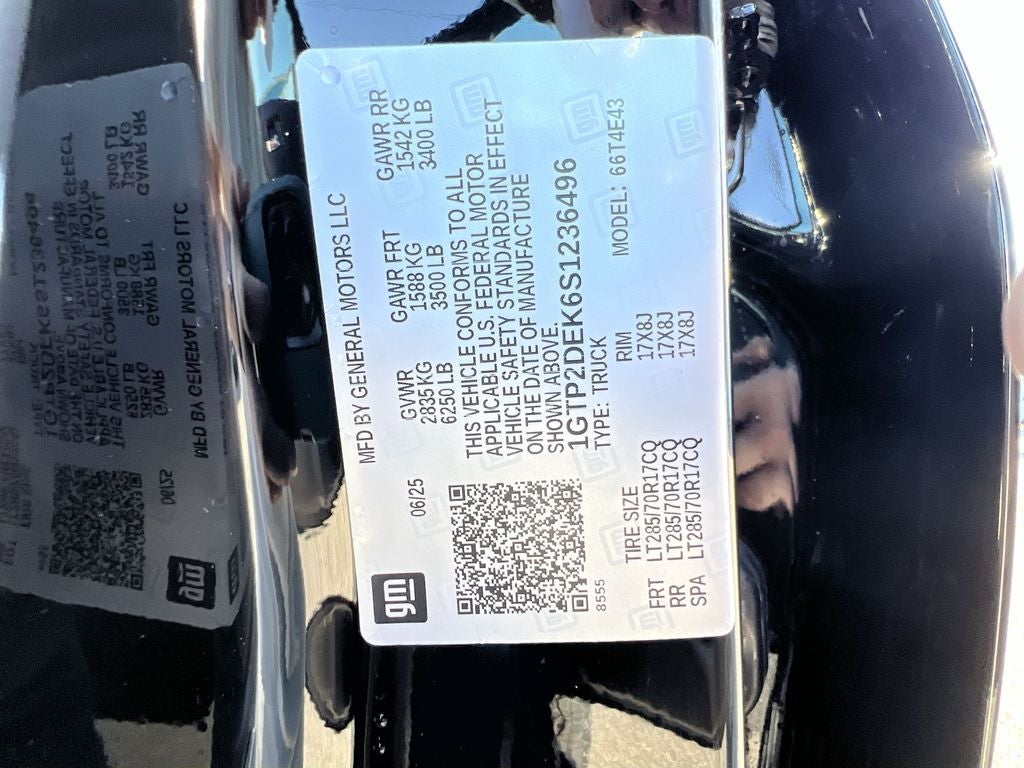 gm
MFD BY GENERAL MOTORS LLC
06/25
GVWR GAWR FRT GAWR RR
2835 KG 1588 KG 1542 KG
6250 LB 3500 LB 3400 LB
THIS VEHICLE CONFORMS TO ALL
APPLICABLE U.S. FEDERAL MOTOR
VEHICLE SAFETY STANDARDS IN EFFECT
ON THE DATE OF MANUFACTURE
SHOWN ABOVE.
1GTP2DEK6S1236496
TYPE: TRUCK MODEL: 66T4E43
8555
TIRE SIZE RIM
FRT LT285/70R17CQ 17X8J
RR LT285/70R17CQ 17X8J
SPA LT285/70R17CQ 17X8J